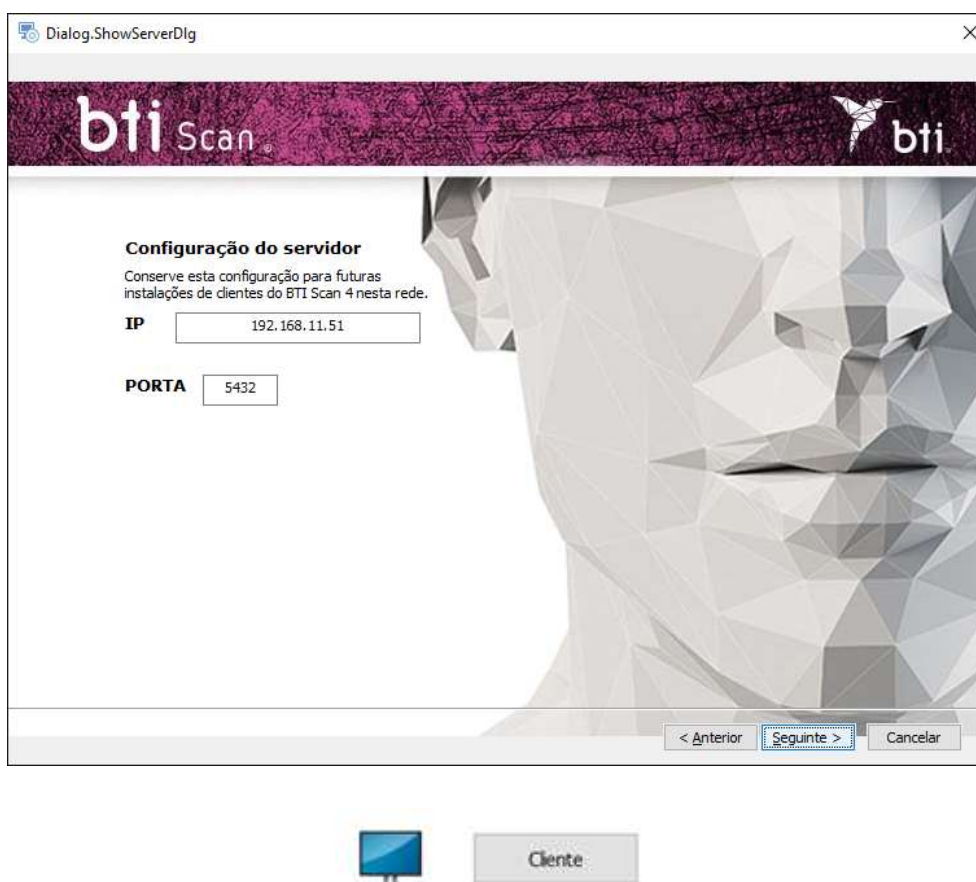 Dialog.ShowServerDlg
bti Scan ®
bti
Configuração do servidor
Conserve esta configuração para futuras
instalações de clientes do BTI Scan 4 nesta rede.
IP 192.168.11.51
PORTA 5432
< Anterior Seguinte > Cancelar
Cliente